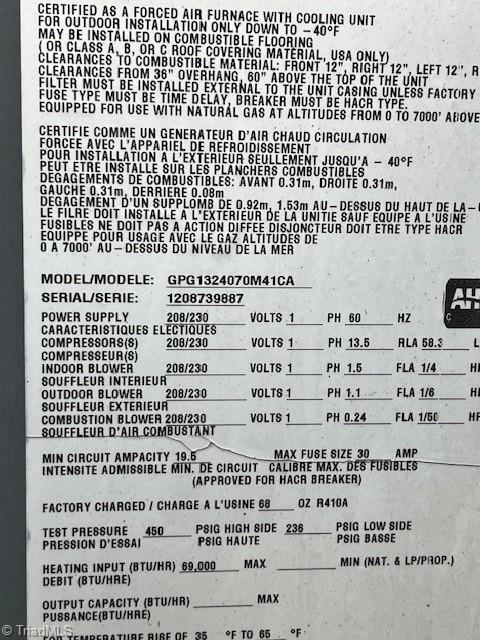 CERTIFIED AS A FORCED AIR FURNACE WITH COOLING UNIT
FOR OUTDOOR INSTALLATION ONLY DOWN TO -40°F
MAY BE INSTALLED ON COMBUSTIBLE FLOORING
( OR CLASS A, B, OR C ROOF COVERING MATERIAL, USA ONLY)
CLEARANCES TO COMBUSTIBLE MATERIAL: FRONT 12", RIGHT 12", LEFT 12", R
CLEARANCES FROM 36" OVERHANG, 60" ABOVE THE TOP OF THE UNIT
FILTER MUST BE INSTALLED EXTERNAL TO THE UNIT CASING UNLESS FACTORY
FUSE TYPE MUST BE TIME DELAY, BREAKER MUST BE HACR TYPE.
EQUIPPED FOR USE WITH NATURAL GAS AT ALTITUDES FROM 0 TO 7000' ABOVE
CERTIFIE COMME UN GENERATEUR D'AIR CHAUD CIRCULATION
FORCEE AVEC L'APPAREIL DE REFROIDISSEMENT
POUR INSTALLATION A L'EXTERIEUR SEULLEMENT JUSQU'A - 40°F
PEUT ETRE INSTALLE SUR LES PLANCHERS COMBUSTIBLES
DEGAGEMENTS DE COMBUSTIBLES: AVANT 0.31m, DROITE 0.31m,
GAUCHE 0.31m, DERRIERE 0.08m
DEGAGEMENT D'UN SUPPLOMB DE 0.92m, 1.53m AU-DESSUS DU HAUT DE LA-
LE FILRE DOIT INSTALLE A L'EXTERIEUR DE LA UNITIE SAUF EQUIPE A L'USINE
FUSIBLES NE DOIT PAS A ACTION DIFFEE DISJONCTEUR DOIT ETRE TYPE HACR
EQUIPPE POUR USAGE AVEC LE GAZ ALTITUDES DE
0 A 7000' AU-DESSUS DU NIVEAU DE LA MER
MODEL/MODELE: GPG1324070M41CA
SERIAL/SERIE: 1208739887
AH
C
POWER SUPPLY 208/230 VOLTS 1 PH 60 HZ
CARACTERISTICAS ELECTIQUES
COMPRESSORS(S) 208/230 VOLTS 1 PH 13.5 RLA 58.3 L
COMPRESSEUR(S)
INDOOR BLOWER 208/230 VOLTS 1 PH 1.5 FLA 1/4 H
SOUFFLEUR INTERIEUR
OUTDOOR BLOWER 208/230 VOLTS 1 PH 1.1 FLA 1/6 H
SOUFFLEUR EXTERIEUR
COMBUSTION BLOWER 208/230 VOLTS 1 PH 0.24 FLA 1/50 H
SOUFFLEUR D'AIR COMBUSTANT
MIN CIRCUIT AMPACITY 19.5 MAX FUSE SIZE 30 AMP
INTENSITE ADMISSIBLE MIN. DE CIRCUIT CALIBRE MAX. DES FUSIBLES
(APPROVED FOR HACR BREAKER)
FACTORY CHARGED / CHARGE A L'USINE 68 OZ R410A
TEST PRESSURE 450 PSIG HIGH SIDE 236 PSIG LOW SIDE
PRESSION D'ESSAI PSIG HAUTE PSIG BASSE
HEATING INPUT (BTU/HR) 69,000 MAX MIN (NAT. & LP/PROP.)
DEBIT (BTU/HRE)
OUTPUT CAPACITY (BTU/HR) MAX
PUSSANCE(BTU/HRE)
FOR TEMPERATURE RISE OF 35 °F TO 65 °F
© TriadMLS